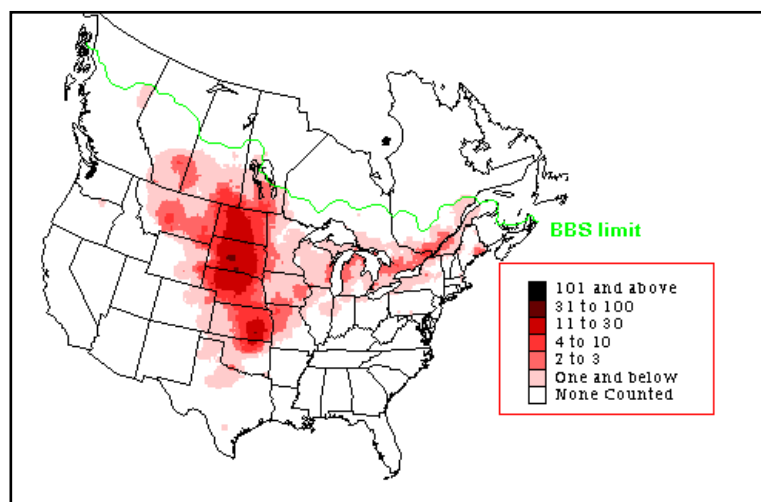 BBS limit
101 and above
31 to 100
11 to 30
4 to 10
2 to 3
One and below
None Counted